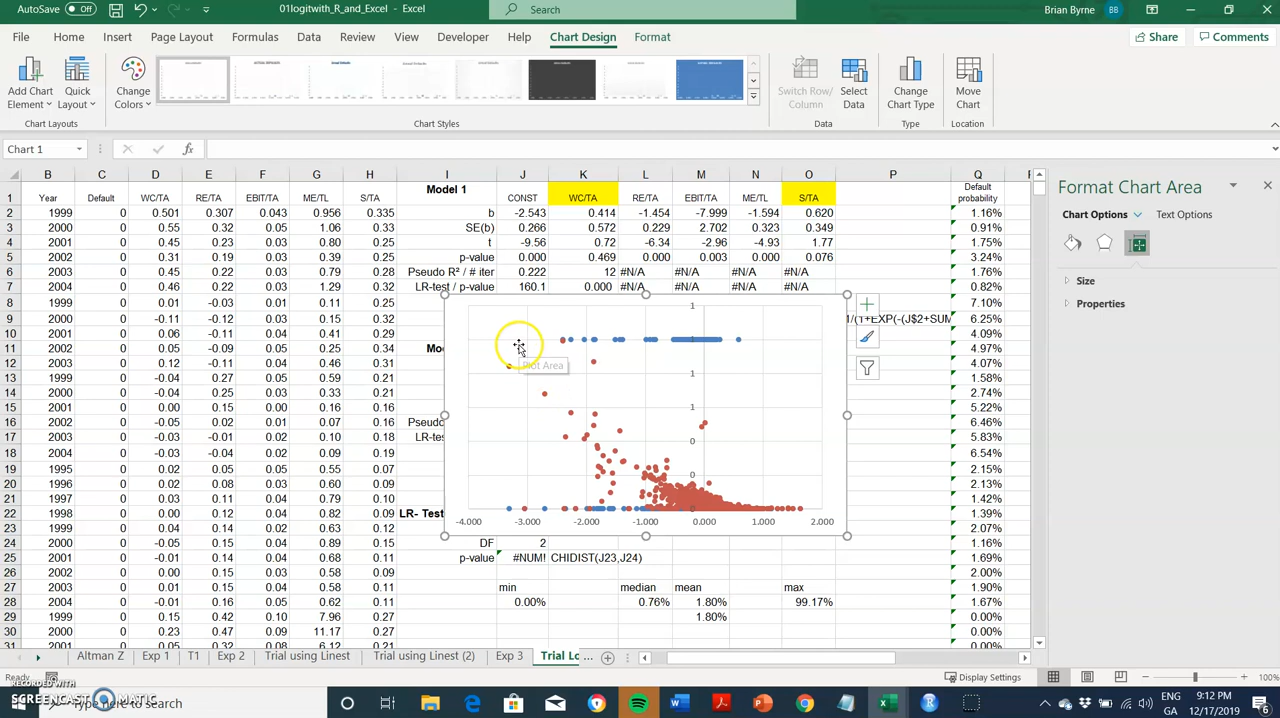 AutoSave Off 01logitwith_R_and_Excel - Excel Search Brian Byrne BB
File Home Insert Page Layout Formulas Data Review View Developer Help Chart Design Format Share Comments
Add Chart Element Quick Layout Change Colors Switch Row/ Column Select Data Change Chart Type Move Chart
Chart Layouts Chart Styles Data Type Location
Chart 1 fx
B C D E F G H I J K L M N O P Q
1 Year Default WC/TA RE/TA EBIT/TA ME/TL S/TA Model 1 CONST WC/TA RE/TA EBIT/TA ME/TL S/TA Default probability
2 1999 0 0.501 0.307 0.043 0.956 0.335 b -2.543 0.414 -1.454 -7.999 -1.594 0.620 1.16%
3 2000 0 0.55 0.32 0.05 1.06 0.33 SE(b) 0.266 0.572 0.229 2.702 0.323 0.349 0.91%
4 2001 0 0.45 0.23 0.03 0.80 0.25 t -9.56 0.72 -6.34 -2.96 -4.93 1.77 1.75%
5 2002 0 0.31 0.19 0.03 0.39 0.25 p-value 0.000 0.469 0.000 0.003 0.000 0.076 3.24%
6 2003 0 0.45 0.22 0.03 0.79 0.28 Pseudo R² / # iter 0.222 12 #N/A #N/A #N/A #N/A 1.76%
7 2004 0 0.46 0.22 0.03 1.29 0.32 LR-test / p-value 160.1 0.000 #N/A #N/A #N/A #N/A 0.82%
8 1999 0 0.01 -0.03 -0.01 0.11 0.25 7.10%
9 2000 0 -0.11 -0.12 0.03 0.15 0.32 1/(1+EXP(-(J$2+SUM 6.25%
10 2001 0 0.06 -0.11 0.04 0.41 0.29 4.09%
11 2002 0 0.05 -0.09 0.05 0.25 0.34 Mo 4.97%
12 2003 0 0.12 -0.11 0.04 0.46 0.31 4.07%
13 1999 0 -0.04 0.27 0.03 0.59 0.21 1.58%
14 2000 0 -0.04 0.25 0.03 0.33 0.21 2.74%
15 2001 0 0.00 0.15 0.00 0.16 0.16 5.22%
16 2002 0 0.05 0.02 0.01 0.07 0.16 Pseudo 6.46%
17 2003 0 -0.03 -0.01 0.02 0.10 0.18 LR-te 5.83%
18 2004 0 -0.03 -0.04 0.02 0.09 0.19 6.54%
19 1995 0 0.02 0.05 0.05 0.55 0.07 2.15%
20 1996 0 0.02 0.08 0.05 0.60 0.09 2.13%
21 1997 0 0.03 0.11 0.04 0.79 0.10 1.42%
22 1998 0 0.00 0.12 0.04 0.82 0.09 LR- Test 1.39%
23 1999 0 0.04 0.14 0.02 0.63 0.12 2.07%
24 2000 0 0.04 0.14 0.04 0.89 0.15 DF 2 1.16%
25 2001 0 -0.01 0.14 0.04 0.68 0.15 p-value #NUM! CHIDIST(J23,J24) 1.69%
26 2002 0 0.00 0.15 0.03 0.58 0.09 2.00%
27 2003 0 0.01 0.15 0.04 0.58 0.11 min median mean max 1.90%
28 2004 0 -0.01 0.16 0.05 0.62 0.11 0.00% 0.76% 1.80% 99.17% 1.67%
29 1999 0 0.15 0.42 0.10 7.96 0.27 1.80% 0.00%
30 2000 0 0.23 0.47 0.09 11.17 0.27 0.00%
1
1
1
1
0
0
0
-4.000 -3.000 -2.000 -1.000 0.000 1.000 2.000
Plot Area
Format Chart Area
Chart Options Text Options
Size
Properties
Altman Z Exp 1 T1 Exp 2 Trial using Linest Trial using Linest (2) Exp 3 Trial Lo ...
Ready Display Settings 100%
RECORDED WITH
SCREENCAST MATIC
here to search
ENG
GA
9:12 PM
12/17/2019